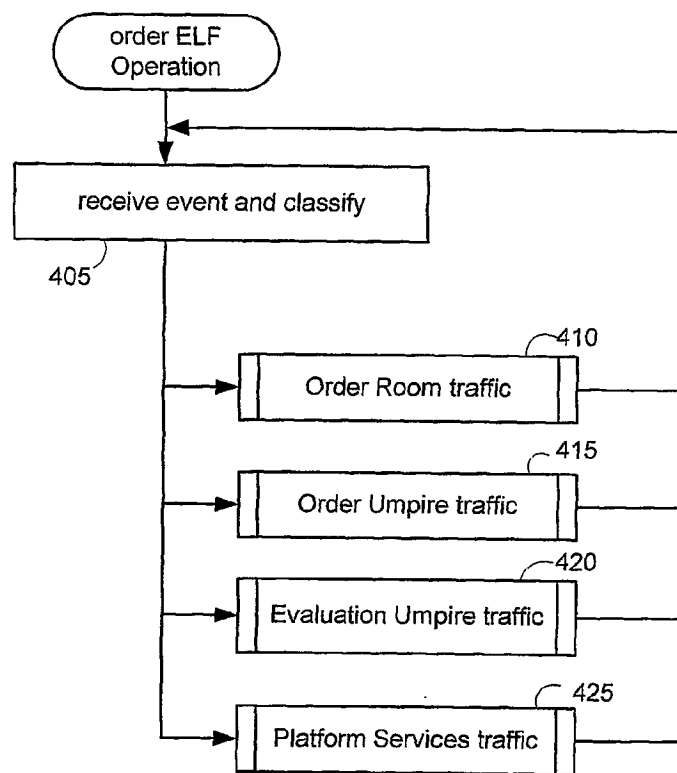 order ELF
Operation
receive event and classify
405
410
Order Room traffic
415
Order Umpire traffic
420
Evaluation Umpire traffic
425
Platform Services traffic